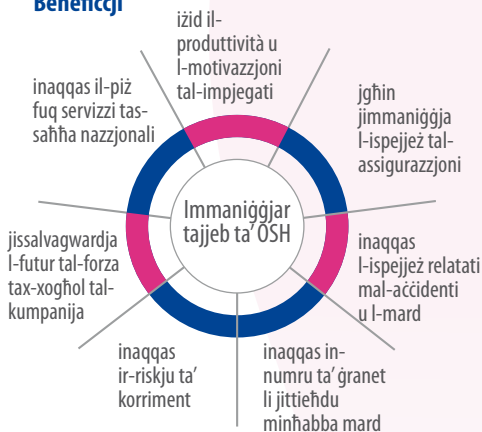 Benefiċċji
iżid il-
produttività u
l-motivazzjoni
tal-impjegati
jgħin
jimmaniġġja
l-ispejjeż tal-
assigurazzjoni
inaqqas
l-ispejjeż relatati
mal-aċċidenti
u l-mard
inaqqas in-
numru ta’ ġranet
li jittieħdu
minħabba mard
inaqqas
ir-riskju ta’
korriment
jissalvagwardja
l-futur tal-forza
tax-xogħol tal-
kumpanija
inaqqas il-piż
fuq servizzi tas-
saħħa nazzjonali
Immaniġġjar
tajjeb ta’ OSH